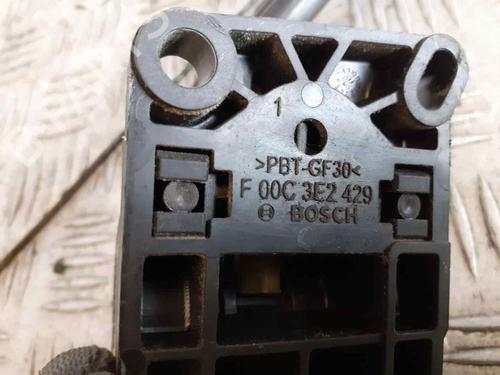 1
>PBT-GF30<
F 00C 3E2 429
BOSCH